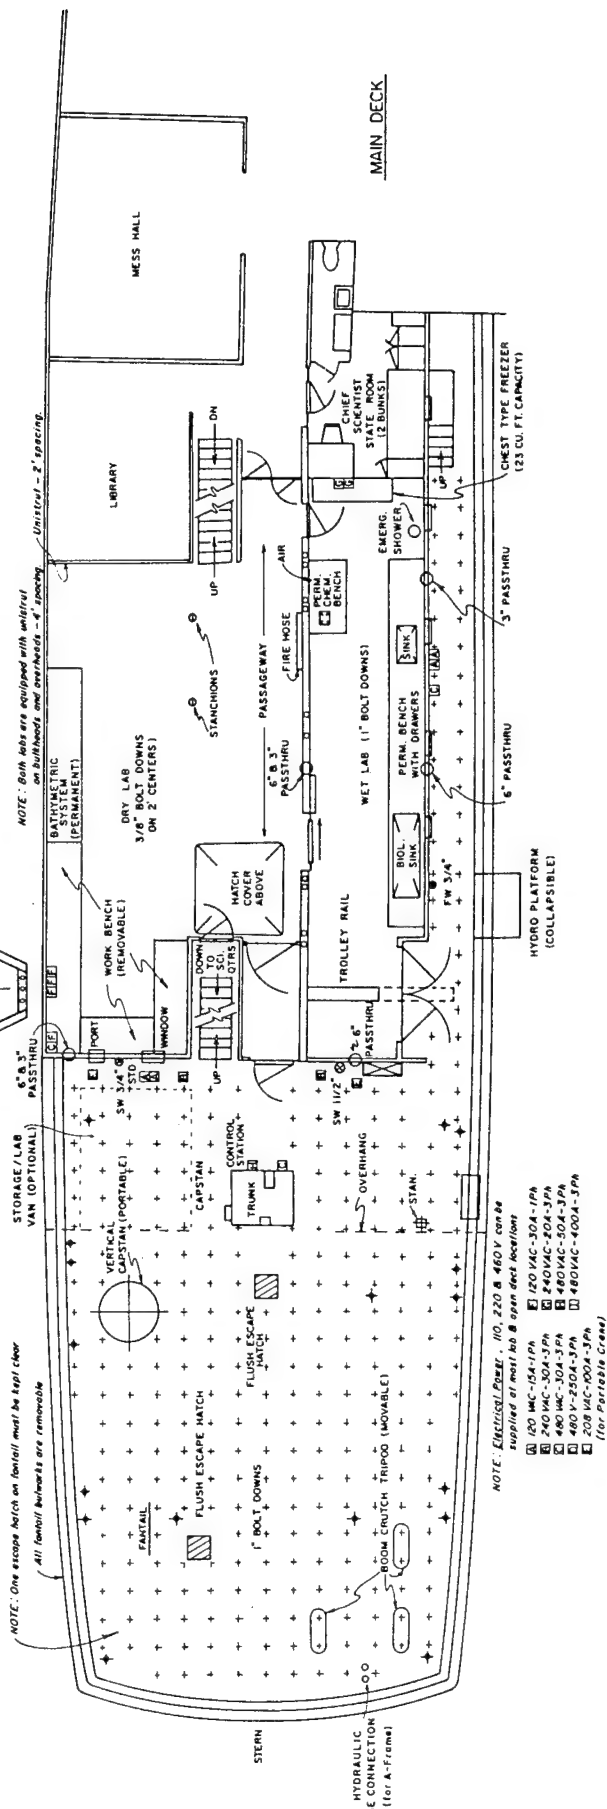 MAIN DECK
MESS HALL
LIBRARY
DN
UP
NOTE: Both labs are equipped with unistrut
on bulkheads and overheads - 4' spacing.
Unistrut - 2' spacing.
BATHYMETRIC
SYSTEM
(PERMANENT)
DRY LAB
3/8" BOLT DOWNS
ON 2' CENTERS)
STANCHIONS
PASSAGEWAY
FIRE HOSE
AIR
PERM.
CHEM.
BENCH
CHIEF
SCIENTIST
STATE ROOM
(2 BUNKS)
G
G
EMERG.
SHOWER
UP
CHEST TYPE FREEZER
(23 CU. FT. CAPACITY)
3" PASSTHRU
6" PASSTHRU
6" & 3"
PASSTHRU
WET LAB (1" BOLT DOWNS)
PERM. BENCH
WITH DRAWERS
SINK
BIOL.
SINK
C
A
A
FW 3/4"
HYDRO PLATFORM
(COLLAPSIBLE)
HATCH
COVER
ABOVE
WORK BENCH
(REMOVABLE)
PORT
WINDOW
DOWN
TO
SCI.
QTRS
UP
TROLLEY RAIL
2 6"
PASSTHRU
C F
F F F
6" & 3"
PASSTHRU
SW 3/4"
STD
A
A
SW 1 1/2"
STORAGE/LAB
VAN (OPTIONAL)
VERTICAL
CAPSTAN (PORTABLE)
CAPSTAN
CONTROL
STATION
TRUNK
OVERHANG
STAN.
FLUSH ESCAPE
HATCH
FLUSH ESCAPE HATCH
FANTAIL
1" BOLT DOWNS
BOOM CRUTCH TRIPOD (MOVABLE)
NOTE: One escape hatch on fantail must be kept clear
All fantail bulworks are removable
STERN
HYDRAULIC
E CONNECTION
(for A-Frame)
NOTE: Electrical Power, 110, 220 & 460 V can be
supplied at most lab & open deck locations
A 120 VAC-15A-1Ph
B 240 VAC-30A-3Ph
C 480 VAC-30A-3Ph
D 480 V-250A-3Ph
E 208 VAC-100A-3Ph
(for Portable Crane)
F 120 VAC-30A-1Ph
G 240 VAC-20A-3Ph
H 480 VAC-50A-3Ph
480 VAC-400A-3Ph